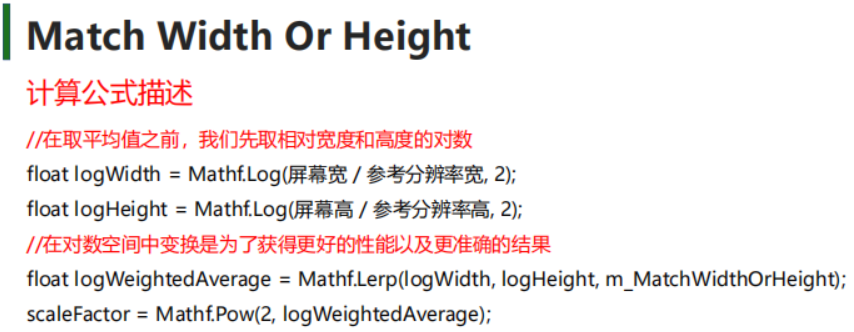 Match Width Or Height
计算公式描述
//在取平均值之前，我们先取相对宽度和高度的对数
float logWidth = Mathf.Log(屏幕宽 / 参考分辨率宽, 2);
float logHeight = Mathf.Log(屏幕高 / 参考分辨率高, 2);
//在对数空间中变换是为了获得更好的性能以及更准确的结果
float logWeightedAverage = Mathf.Lerp(logWidth, logHeight, m_MatchWidthOrHeight);
scaleFactor = Mathf.Pow(2, logWeightedAverage);